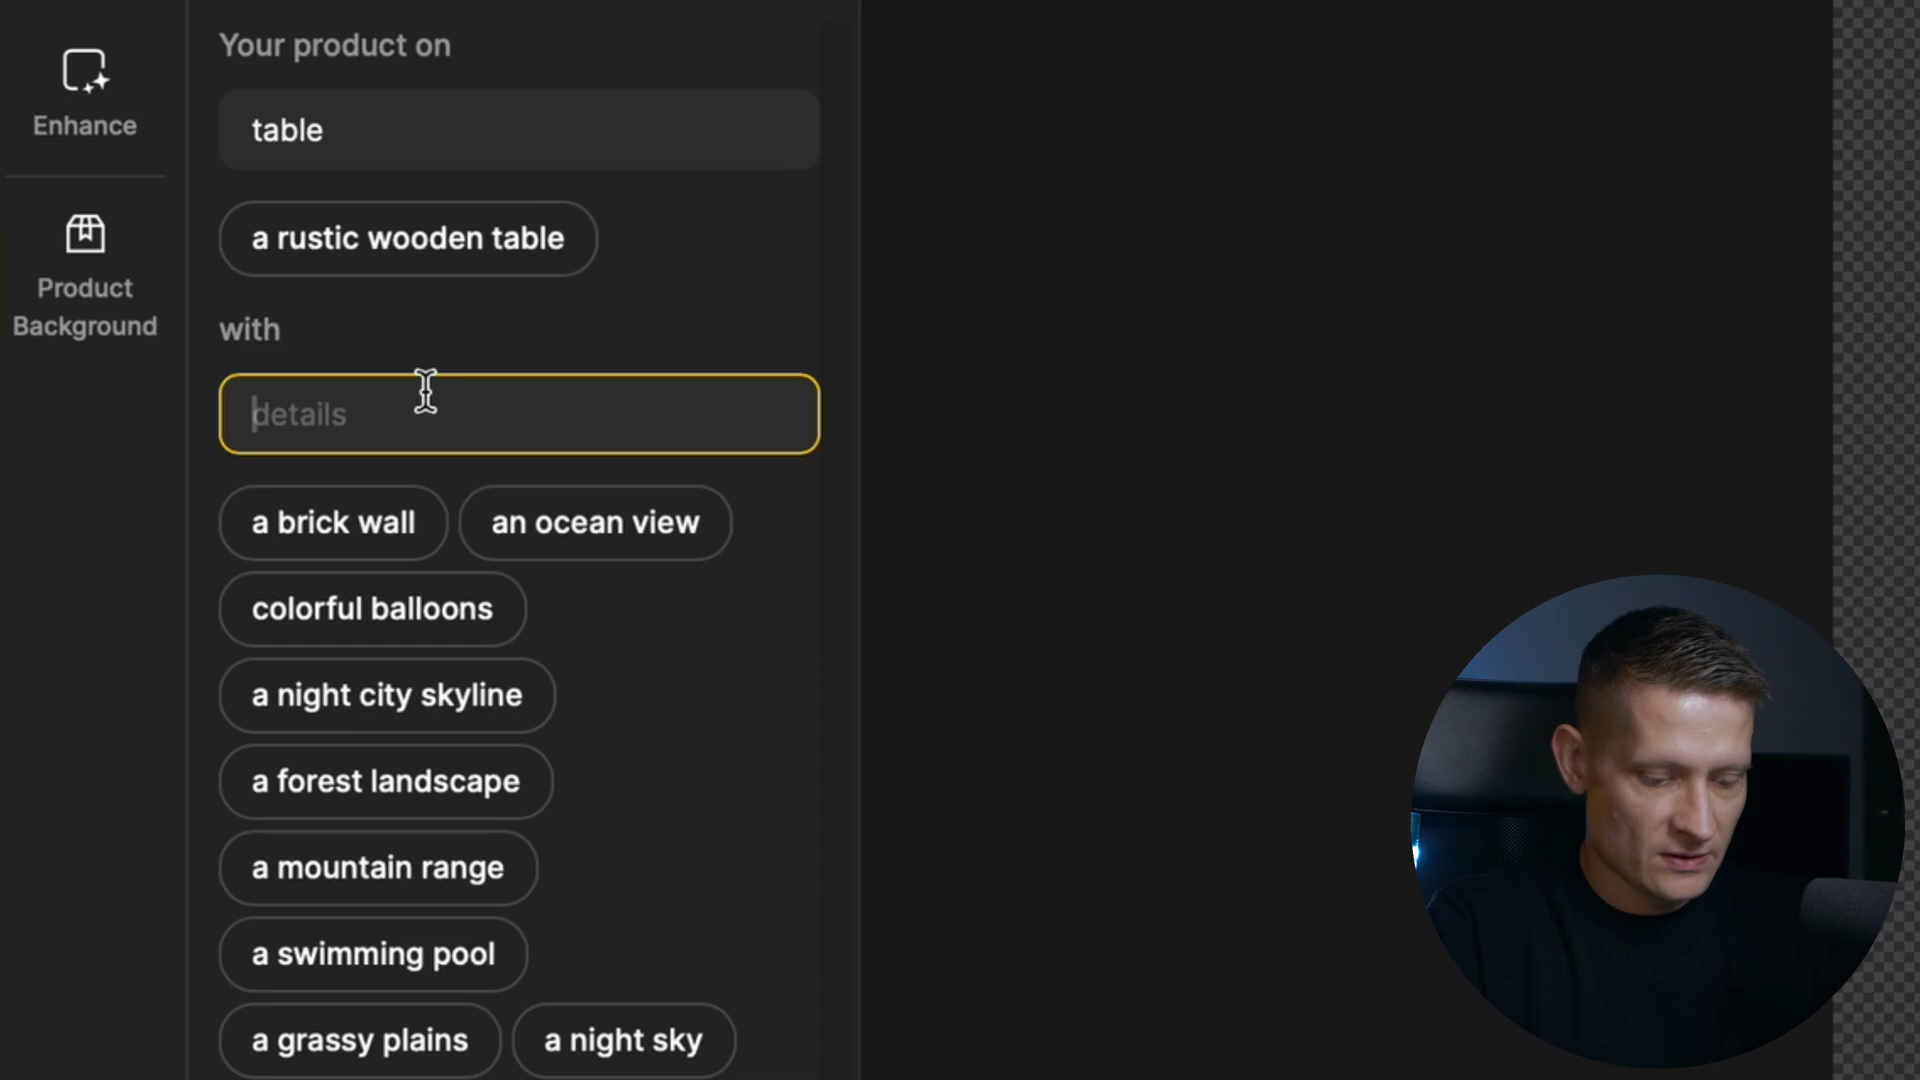 Enhance
Product
Background
Your product on
table
a rustic wooden table
with
details
a brick wall
an ocean view
colorful balloons
a night city skyline
a forest landscape
a mountain range
a swimming pool
a grassy plains
a night sky